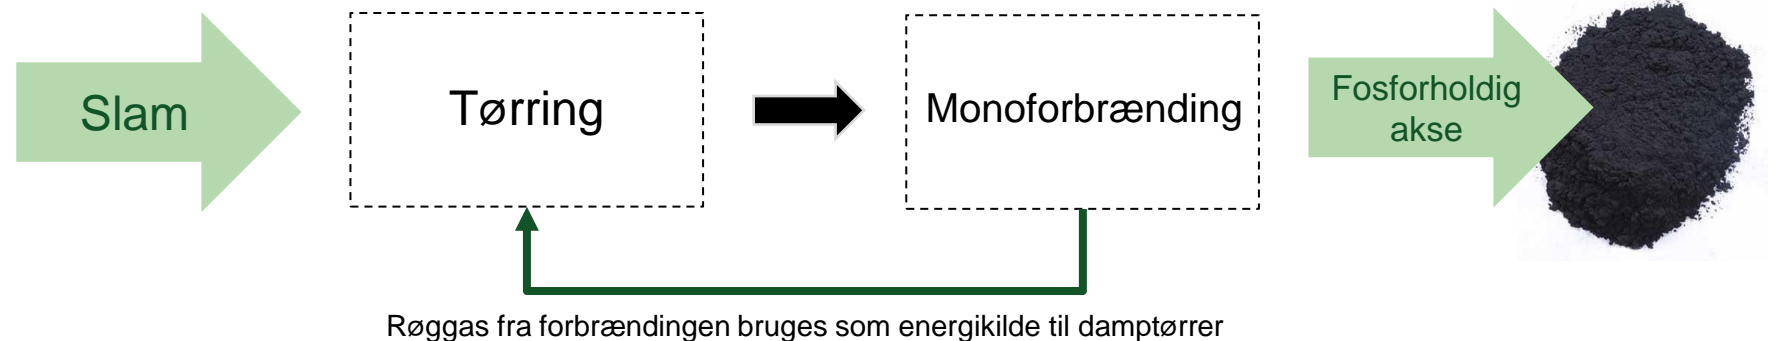 Slam
Tørring
Monoforbrænding
Fosforholdig
akse
Røggas fra forbrændingen bruges som energikilde til damptørrer